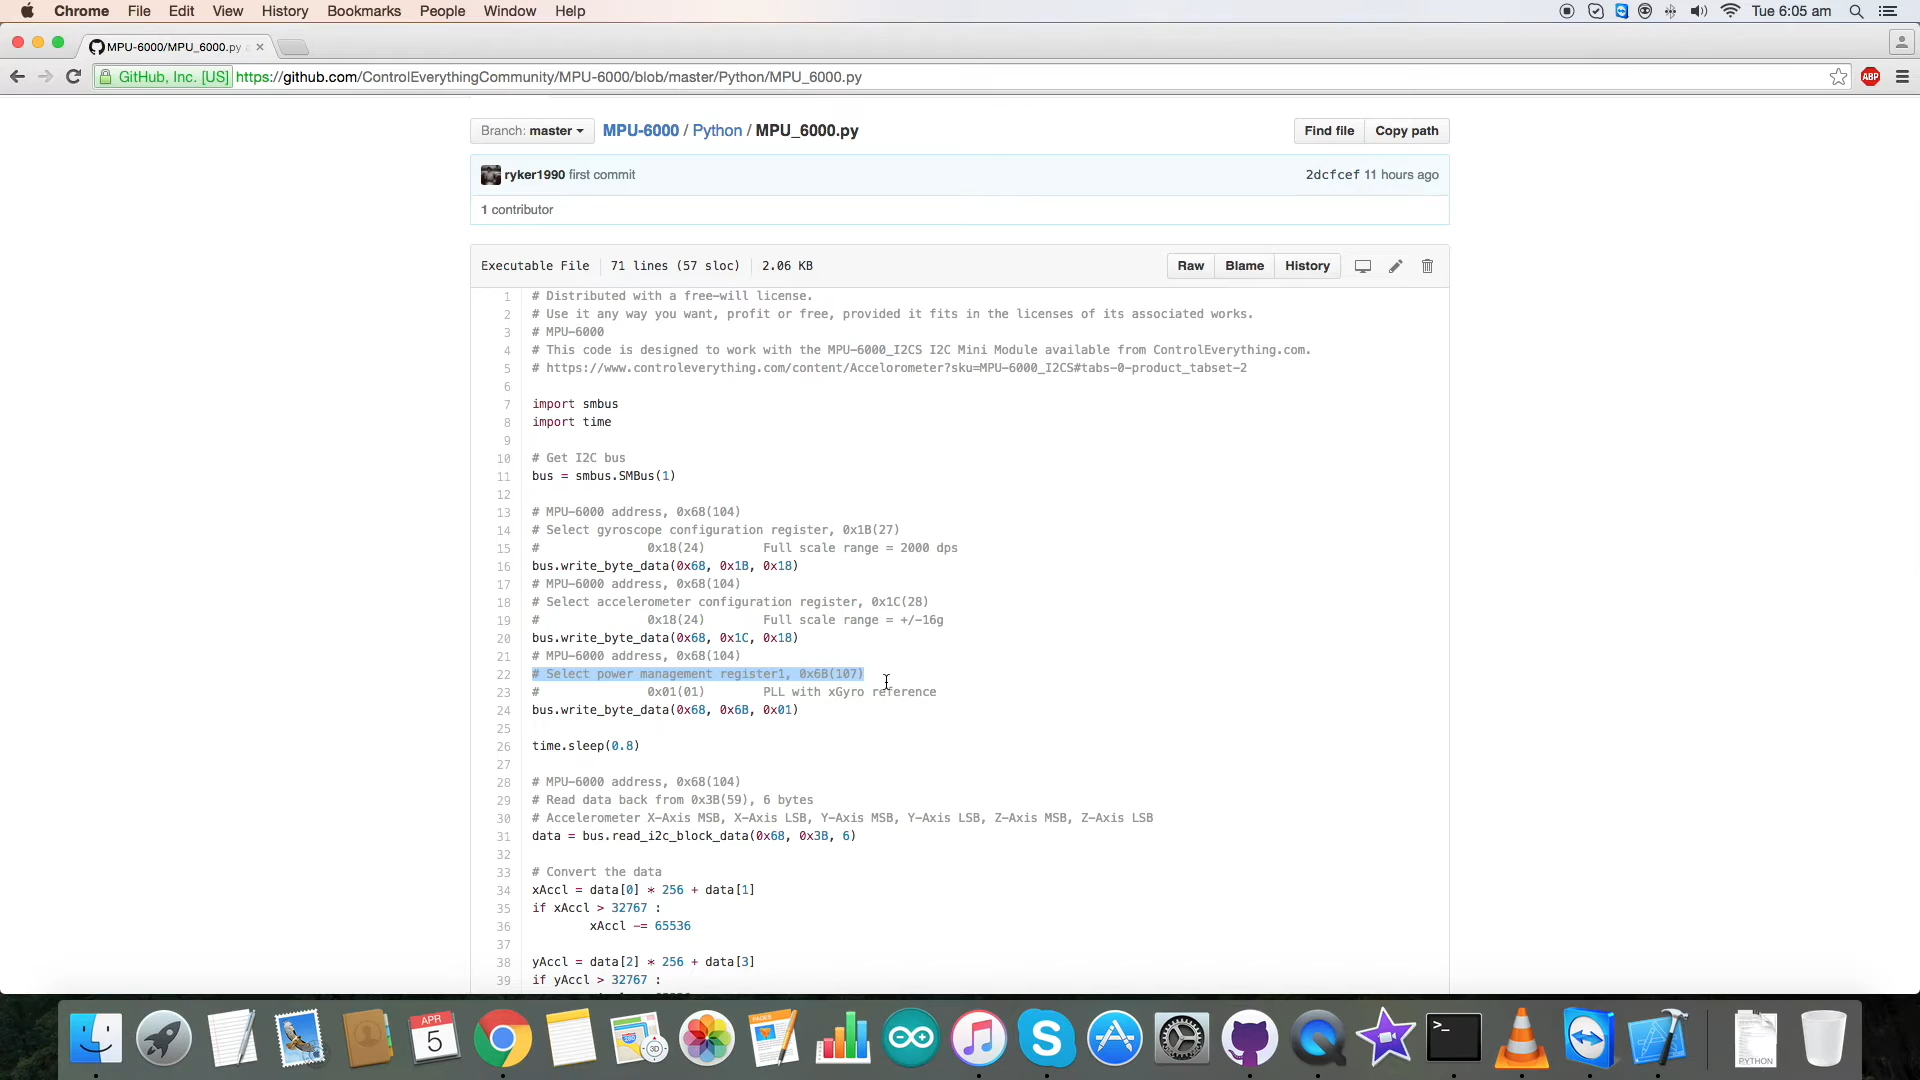 Chrome File Edit View History Bookmarks People Window Help Tue 6:05 am
MPU-6000/MPU_6000.py
GitHub, Inc. [US] https://github.com/ControlEverythingCommunity/MPU-6000/blob/master/Python/MPU_6000.py ABP
Branch: master MPU-6000 / Python / MPU_6000.py Find file Copy path
ryker1990 first commit 2dcfcef 11 hours ago
1 contributor
Executable File 71 lines (57 sloc) 2.06 KB Raw Blame History
1 # Distributed with a free-will license.
2 # Use it any way you want, profit or free, provided it fits in the licenses of its associated works.
3 # MPU-6000
4 # This code is designed to work with the MPU-6000_I2CS I2C Mini Module available from ControlEverything.com.
5 # https://www.controleverything.com/content/Accelorometer?sku=MPU-6000_I2CS#tabs-0-product_tabset-2
6
7 import smbus
8 import time
9
10 # Get I2C bus
11 bus = smbus.SMBus(1)
12
13 # MPU-6000 address, 0x68(104)
14 # Select gyroscope configuration register, 0x1B(27)
15 # 0x18(24) Full scale range = 2000 dps
16 bus.write_byte_data(0x68, 0x1B, 0x18)
17 # MPU-6000 address, 0x68(104)
18 # Select accelerometer configuration register, 0x1C(28)
19 # 0x18(24) Full scale range = +/-16g
20 bus.write_byte_data(0x68, 0x1C, 0x18)
21 # MPU-6000 address, 0x68(104)
22 # Select power management register1, 0x6B(107)
23 # 0x01(01) PLL with xGyro reference
24 bus.write_byte_data(0x68, 0x6B, 0x01)
25
26 time.sleep(0.8)
27
28 # MPU-6000 address, 0x68(104)
29 # Read data back from 0x3B(59), 6 bytes
30 # Accelerometer X-Axis MSB, X-Axis LSB, Y-Axis MSB, Y-Axis LSB, Z-Axis MSB, Z-Axis LSB
31 data = bus.read_i2c_block_data(0x68, 0x3B, 6)
32
33 # Convert the data
34 xAccl = data[0] * 256 + data[1]
35 if xAccl > 32767 :
36 xAccl -= 65536
37
38 yAccl = data[2] * 256 + data[3]
39 if yAccl > 32767 :
APR
5
PAGES
3D
>_
PYTHON